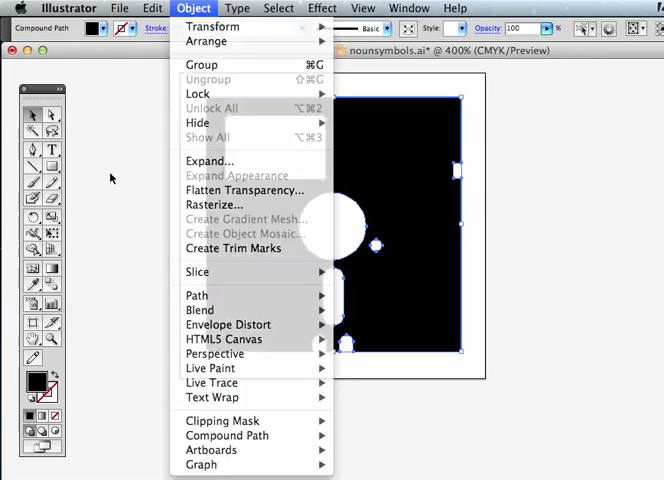 Illustrator File Edit Object Type Select Effect View Window Help
Compound Path Stroke: Basic Style: Opacity: 100
nounsymbols.ai* @ 400% (CMYK/Preview)
Transform
Arrange
Group ⌘G
Ungroup ⇧⌘G
Lock
Unlock All ⌥⌘2
Hide
Show All ⌥⌘3
Expand...
Expand Appearance
Flatten Transparency...
Rasterize...
Create Gradient Mesh...
Create Object Mosaic...
Create Trim Marks
Slice
Path
Blend
Envelope Distort
HTML5 Canvas
Perspective
Live Paint
Live Trace
Text Wrap
Clipping Mask
Compound Path
Artboards
Graph